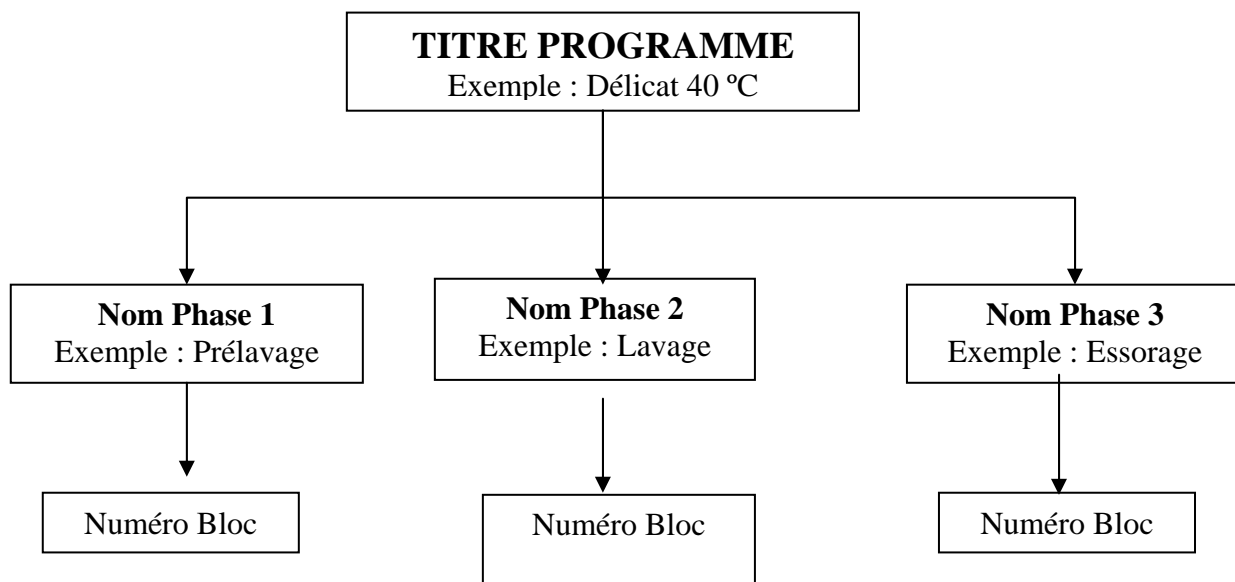 TITRE PROGRAMME
Exemple : Délicat 40 ºC
Nom Phase 1
Exemple : Prélavage
Nom Phase 2
Exemple : Lavage
Nom Phase 3
Exemple : Essorage
Numéro Bloc
Numéro Bloc
Numéro Bloc